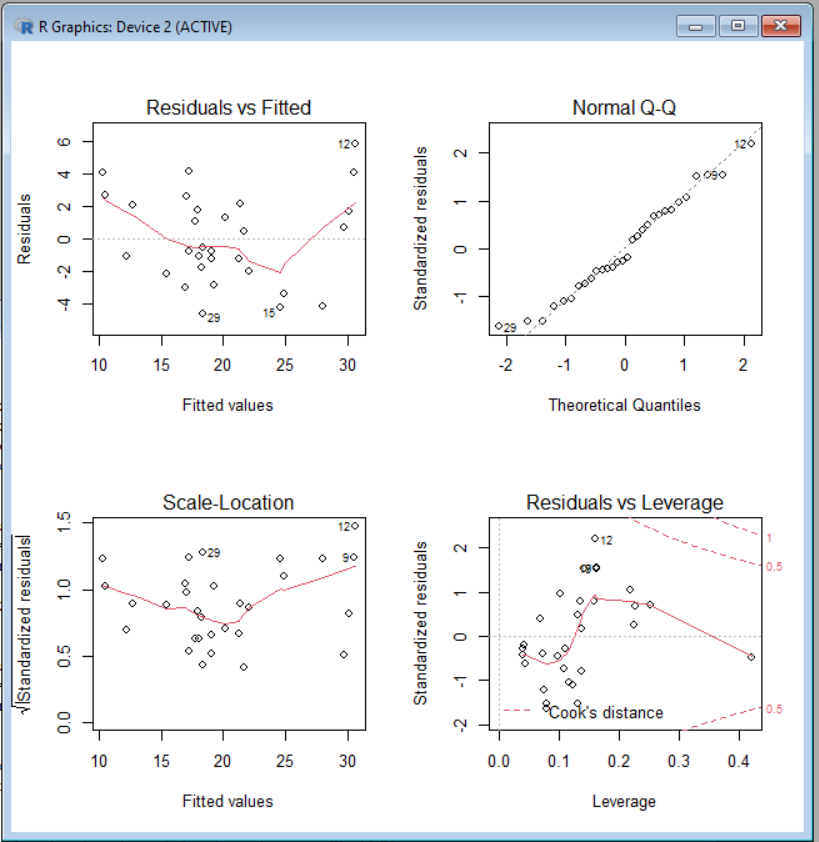 R Graphics: Device 2 (ACTIVE)
Residuals vs Fitted
Residuals
6
4
2
0
-2
-4
12
29
15
10 15 20 25 30
Fitted values
Normal Q-Q
Standardized residuals
2
1
0
-1
12
9
29
-2 -1 0 1 2
Theoretical Quantiles
Scale-Location
√|Standardized residuals|
1.5
1.0
0.5
0.0
12
29
9
10 15 20 25 30
Fitted values
Residuals vs Leverage
Standardized residuals
2
1
0
-1
-2
12
1
0.5
0.5
Cook's distance
0.0 0.1 0.2 0.3 0.4
Leverage